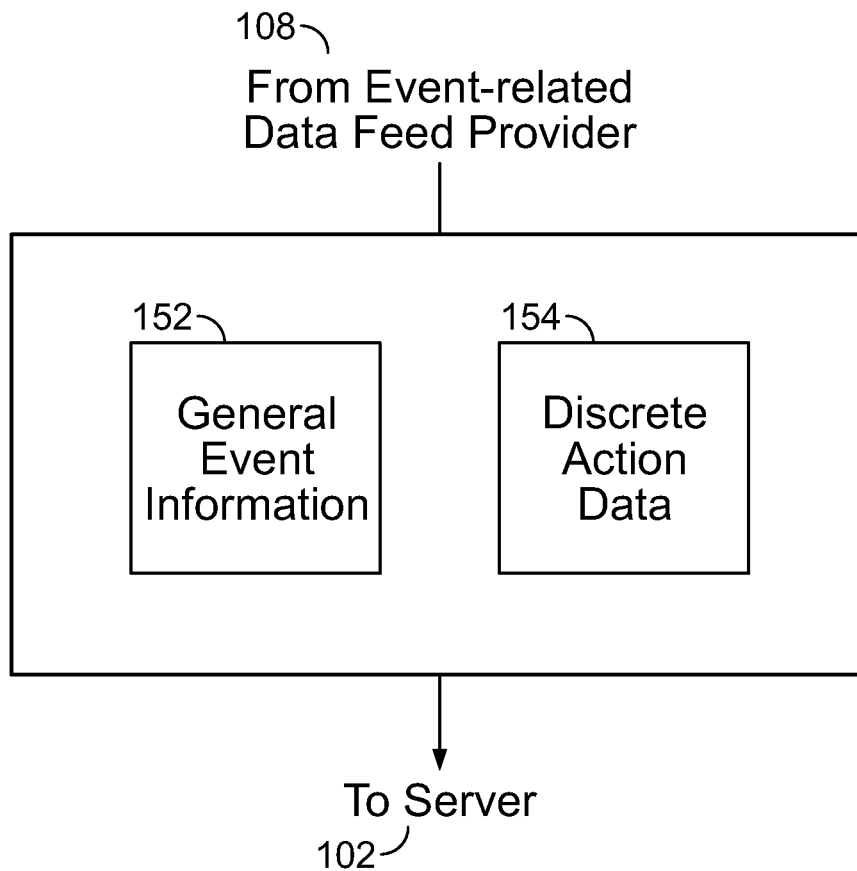 108
From Event-related
Data Feed Provider
152
General
Event
Information
154
Discrete
Action
Data
To Server
102